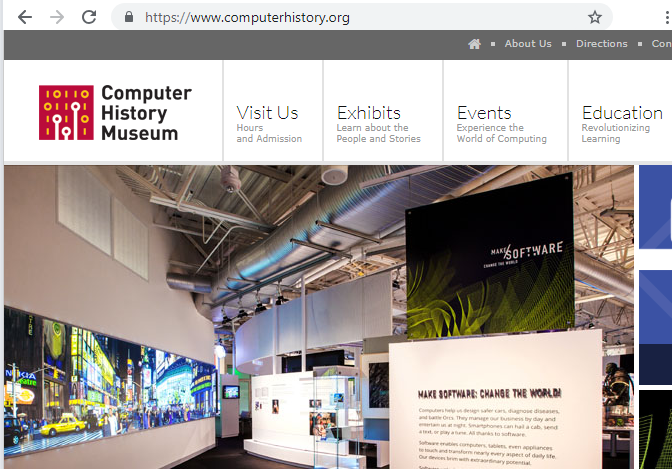 https://www.computerhistory.org
About Us
Directions
Con
Computer
History
Museum
Visit Us
Hours
and Admission
Exhibits
Learn about the
People and Stories
Events
Experience the
World of Computing
Education
Revolutionizing
Learning
MAKE
SOFTWARE
CHANGE THE WORLD
NOKIA
MAKE SOFTWARE: CHANGE THE WORLD!
Computers help us design safer cars, diagnose diseases,
and battle Orcs. They manage our business by day and
entertain us at night. Smartphones can hail a cab, send
a text, or play a tune. All thanks to software.
Software enables computers, tablets, even appliances
to touch and transform nearly every aspect of daily life.
Our devices brim with extraordinary potential.